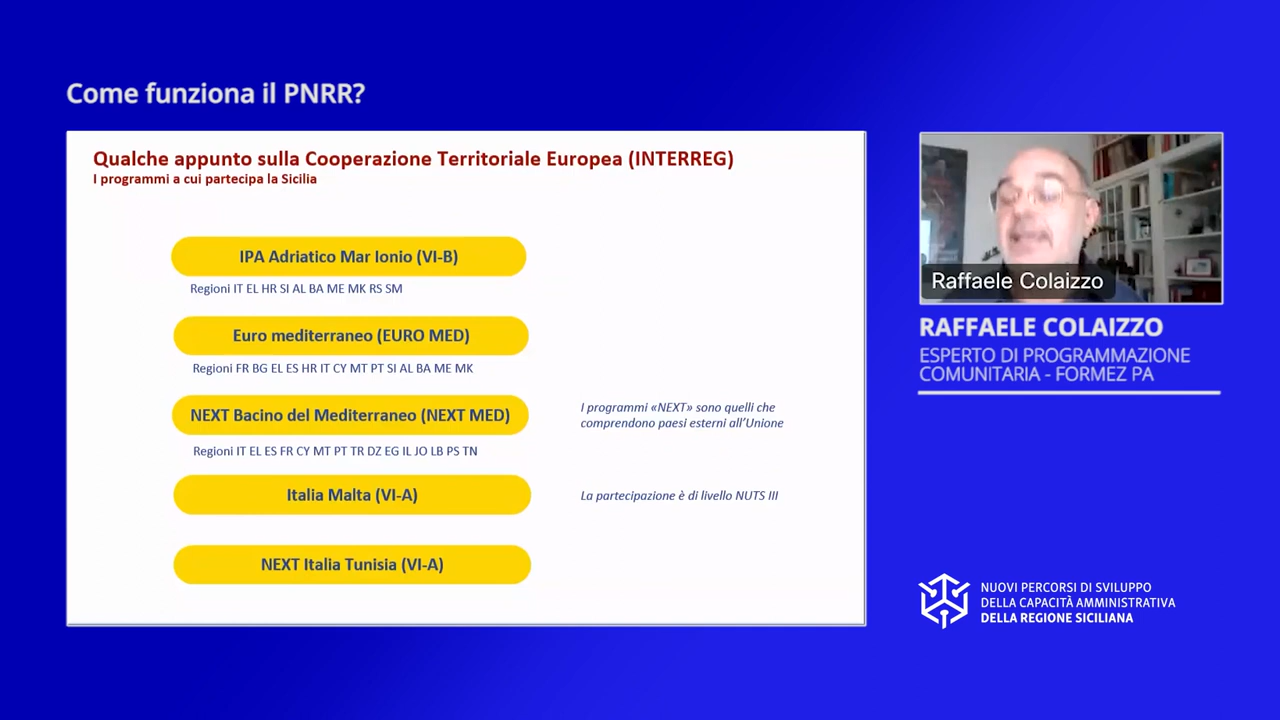 Come funziona il PNRR?
Qualche appunto sulla Cooperazione Territoriale Europea (INTERREG)
I programmi a cui partecipa la Sicilia
IPA Adriatico Mar Ionio (VI-B)
Regioni IT EL HR SI AL BA ME MK RS SM
Euro mediterraneo (EURO MED)
Regioni FR BG EL ES HR IT CY MT PT SI AL BA ME MK
NEXT Bacino del Mediterraneo (NEXT MED)
I programmi «NEXT» sono quelli che
comprendono paesi esterni all’Unione
Regioni IT EL ES FR CY MT PT TR DZ EG IL JO LB PS TN
Italia Malta (VI-A)
La partecipazione è di livello NUTS III
NEXT Italia Tunisia (VI-A)
Raffaele Colaizzo
RAFFAELE COLAIZZO
ESPERTO DI PROGRAMMAZIONE
COMUNITARIA - FORMEZ PA
NUOVI PERCORSI DI SVILUPPO
DELLA CAPACITÀ AMMINISTRATIVA
DELLA REGIONE SICILIANA